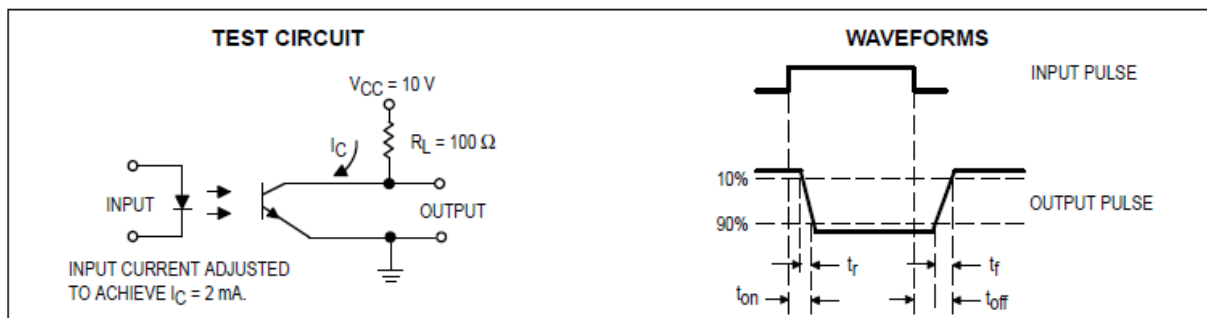 TEST CIRCUIT
VCC = 10 V
IC
RL = 100 Ω
INPUT
OUTPUT
INPUT CURRENT ADJUSTED
TO ACHIEVE IC = 2 mA.
WAVEFORMS
INPUT PULSE
10%
OUTPUT PULSE
90%
tr
tf
ton
toff